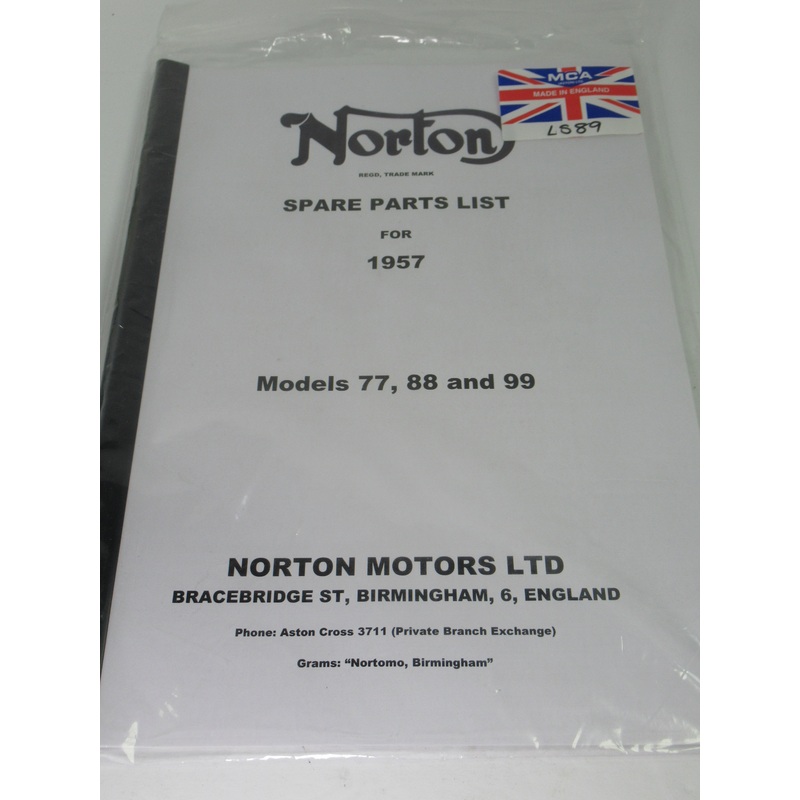 MCA
MADE IN ENGLAND
LS89
Norton
REGD, TRADE MARK
SPARE PARTS LIST
FOR
1957
Models 77, 88 and 99
NORTON MOTORS LTD
BRACEBRIDGE ST, BIRMINGHAM, 6, ENGLAND
Phone: Aston Cross 3711 (Private Branch Exchange)
Grams: “Nortomo, Birmingham”